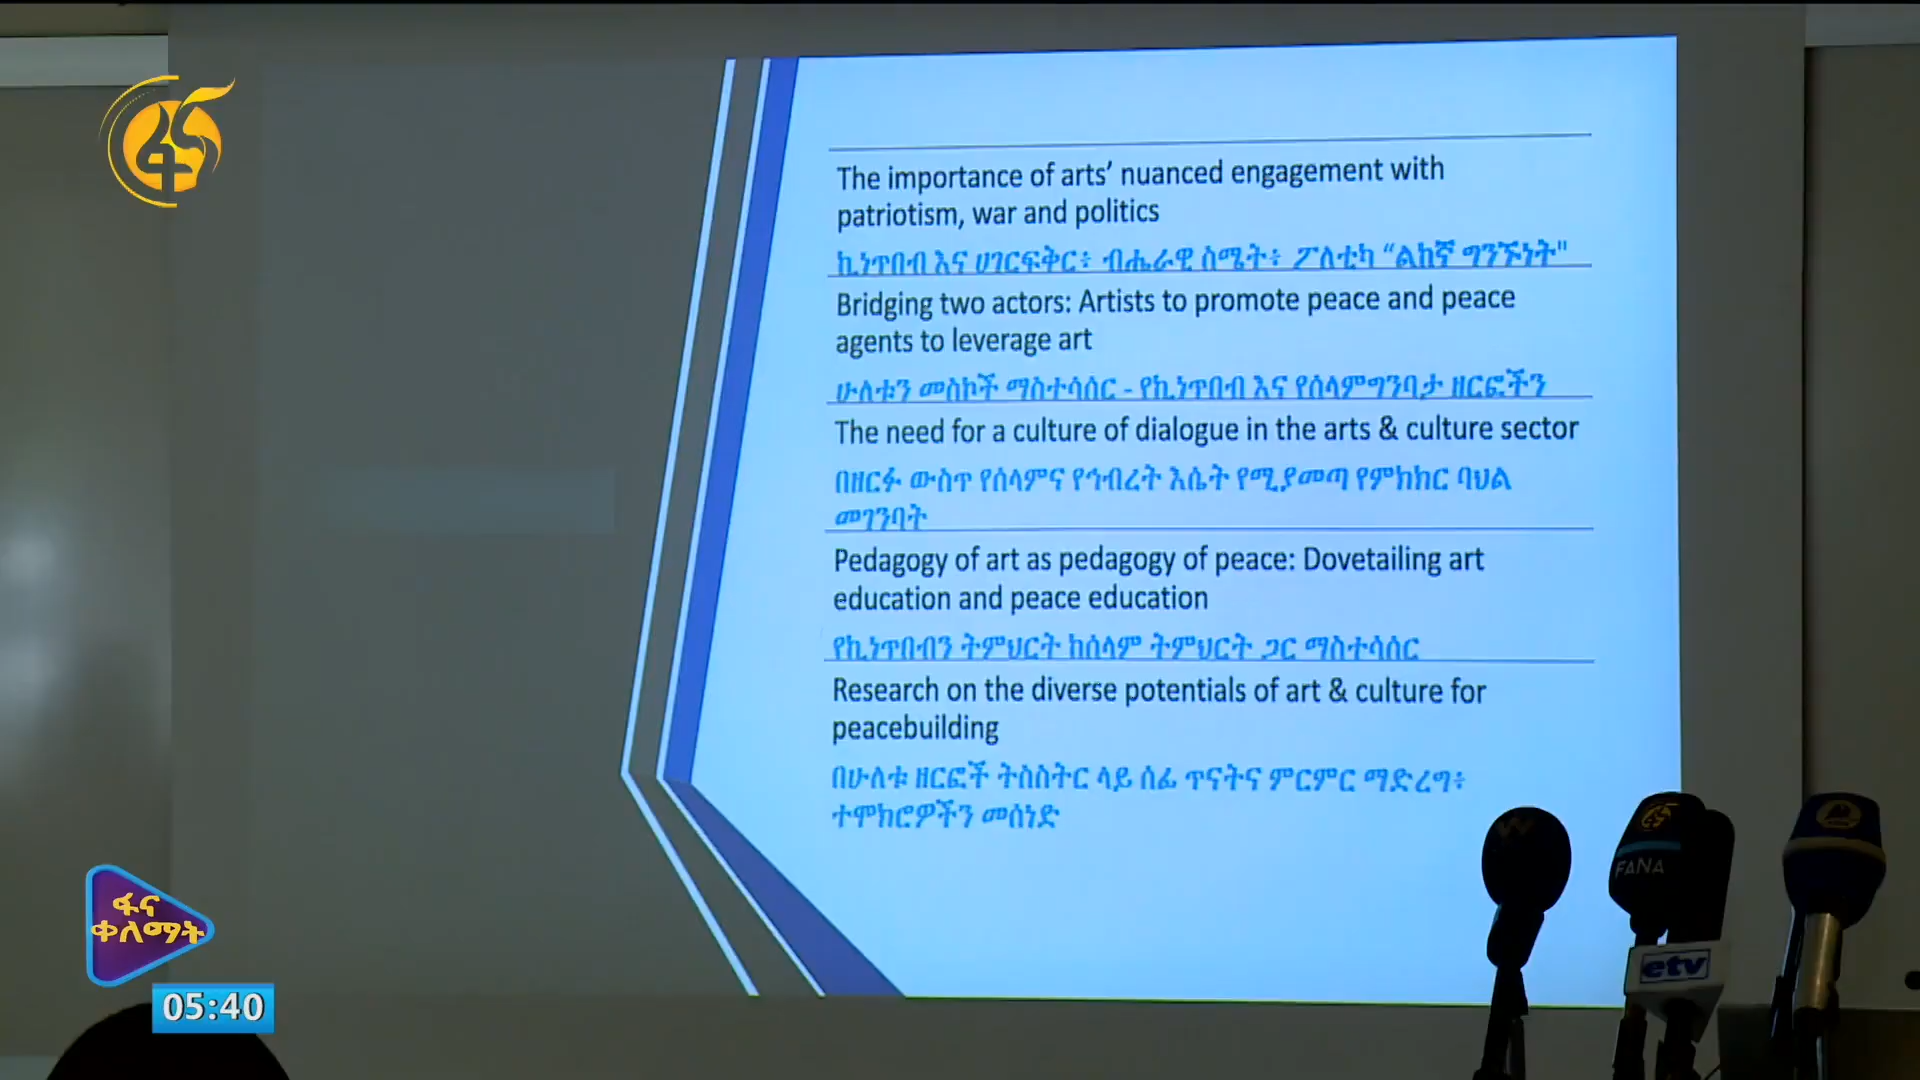 ፋና
The importance of arts’ nuanced engagement with
patriotism, war and politics
ኪነጥበብ እና ሀገርፍቅር፥ ብሔራዊ ስሜት፥ ፖለቲካ “ልከኛ ግንኙነት"
Bridging two actors: Artists to promote peace and peace
agents to leverage art
ሁለቱን መስኮች ማስተሳሰር - የኪነጥበብ እና የሰላምግንባታ ዘርፎችን
The need for a culture of dialogue in the arts & culture sector
በዘርፉ ውስጥ የሰላምና የኅብረት እሴት የሚያመጣ የምክክር ባህል
መገንባት
Pedagogy of art as pedagogy of peace: Dovetailing art
education and peace education
የኪነጥበብን ትምህርት ከሰላም ትምህርት ጋር ማስተሳሰር
Research on the diverse potentials of art & culture for
peacebuilding
በሁለቱ ዘርፎች ትስስትር ላይ ሰፊ ጥናትና ምርምር ማድረግ፥
ተሞክሮዎችን መሰነድ
FANA
etv
ፋና
ቀለማት
05:40